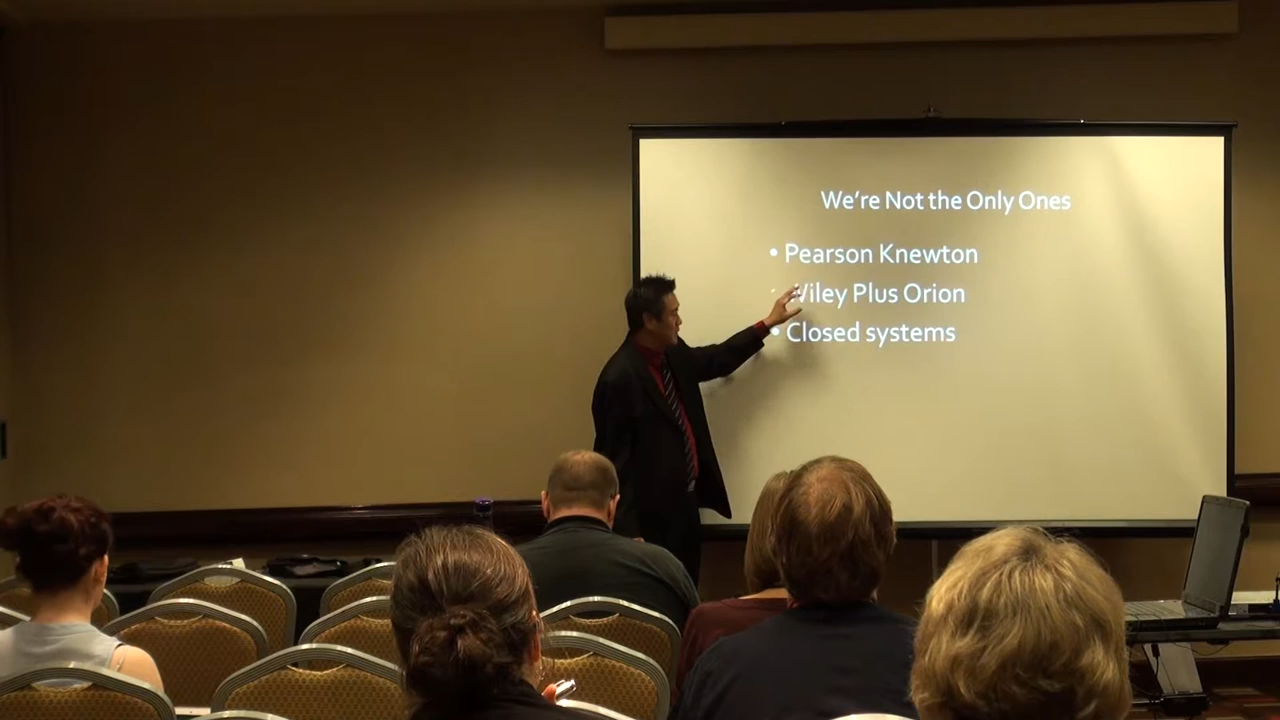 We're Not the Only Ones
• Pearson Knewton
• Wiley Plus Orion
• Closed systems